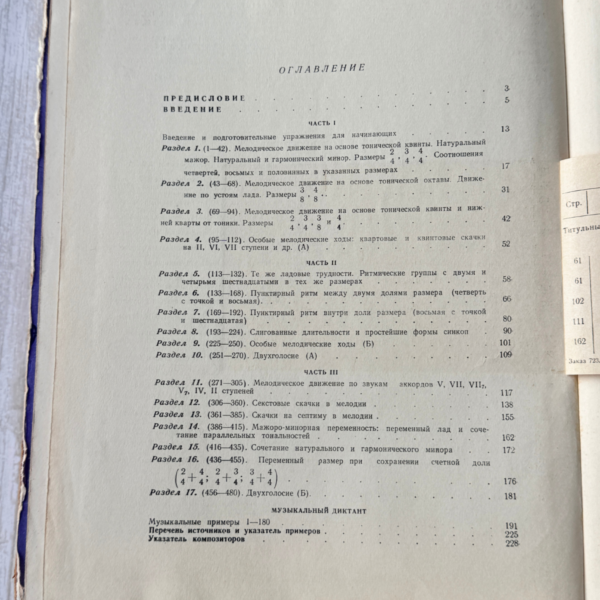 ОГЛАВЛЕНИЕ
ПРЕДИСЛОВИЕ . . . 3
ВВЕДЕНИЕ . . . 5
ЧАСТЬ I
Введение и подготовительные упражнения для начинающих 13
Раздел 1. (1—42). Мелодическое движение на основе тонической квинты. Натуральный
мажор. Натуральный и гармонический минор. Размеры 2/4, 3/4, 4/4. Соотношения
четвертей, восьмых и половинных в указанных размерах . . . 17
Раздел 2. (43—68). Мелодическое движение на основе тонической октавы. Движе-
ние по устоям лада. Размеры 3/8, 4/8. . . . 31
Раздел 3. (69—94). Мелодическое движение на основе тонической квинты и ниж-
ней кварты от тоники. Размеры 2/4, 3/4, 3/8 и 4/4 . . . 42
Раздел 4. (95—112). Особые мелодические ходы: квартовые и квинтовые скачки
на II, VI, VII ступени и др. (А) . . . 52
ЧАСТЬ II
Раздел 5. (113—132). Те же ладовые трудности. Ритмические группы с двумя и
четырьмя шестнадцатыми в тех же размерах . . . 58
Раздел 6. (133—168). Пунктирный ритм между двумя долями размера (четверть
с точкой и восьмая) . . . 66
Раздел 7. (169—192). Пунктирный ритм внутри доля размера (восьмая с точкой
и шестнадцатая) . . . 80
Раздел 8. (193—224). Слигованные длительности и простейшие формы синкоп . 90
Раздел 9. (225—250). Особые мелодические ходы (Б) . . . 101
Раздел 10. (251—270). Двухголосие (А) . . . 109
ЧАСТЬ III
Раздел 11. (271—305). Мелодическое движение по звукам аккордов V, VII, VII₇,
V₇, IV, II ступеней . . . 117
Раздел 12. (306—360). Секстовые скачки в мелодии . . . 138
Раздел 13. (361—385). Скачки на септиму в мелодии . . . 155
Раздел 14. (386—415). Мажоро-минорная переменность: переменный лад и соче-
тание параллельных тональностей . . . 162
Раздел 15. (416—435). Сочетание натурального и гармонического минора . 172
Раздел 16. (436—455). Переменный размер при сохранении счетной доли
(2/4 + 4/4; 2/4 + 3/4; 3/4 + 4/4) . . . 176
Раздел 17. (456—480). Двухголосие (Б) . . . 181
МУЗЫКАЛЬНЫЙ ДИКТАНТ
Музыкальные примеры 1—180 . . . 191
Перечень источников и указатель примеров . . . 225
Указатель композиторов . . . 228
Стр.
Титульны
61
61
102
111
162
Заказ 725